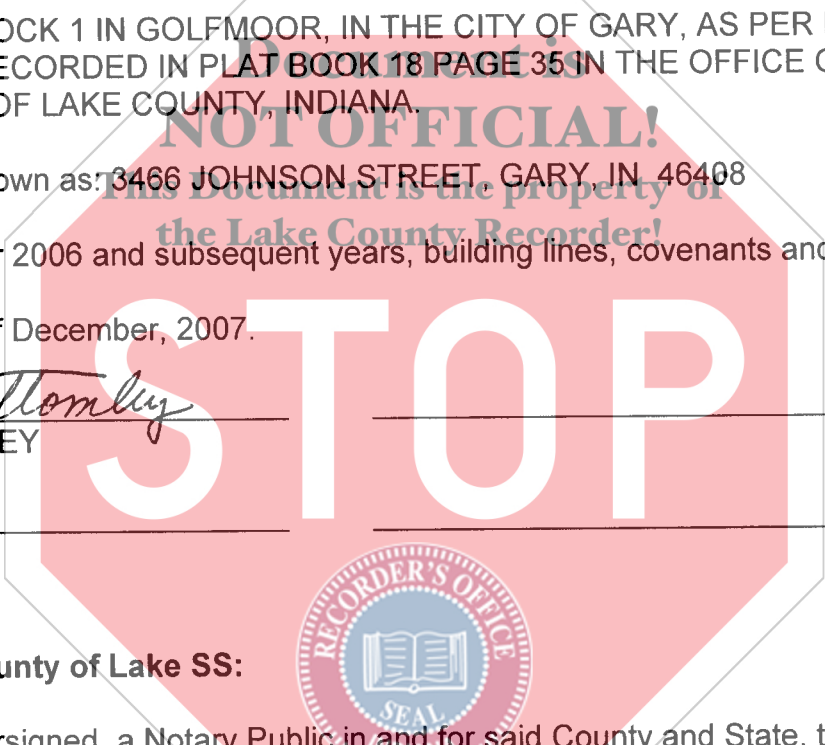 OCK 1 IN GOLFMOOR, IN THE CITY OF GARY, AS PER
Document is
ECORDED IN PLAT BOOK 18 PAGE 35 IN THE OFFICE
OF LAKE COUNTY, INDIANA.
NOT OFFICIAL!
own as: 3466 JOHNSON STREET, GARY, IN 46408
This Document is the property of
the Lake County Recorder!
2006 and subsequent years, building lines, covenants and
f December, 2007.
STOP
EY
RECORDER'S OFFICE
unty of Lake SS:
SEAL
rsigned, a Notary Public in and for said County and State, t